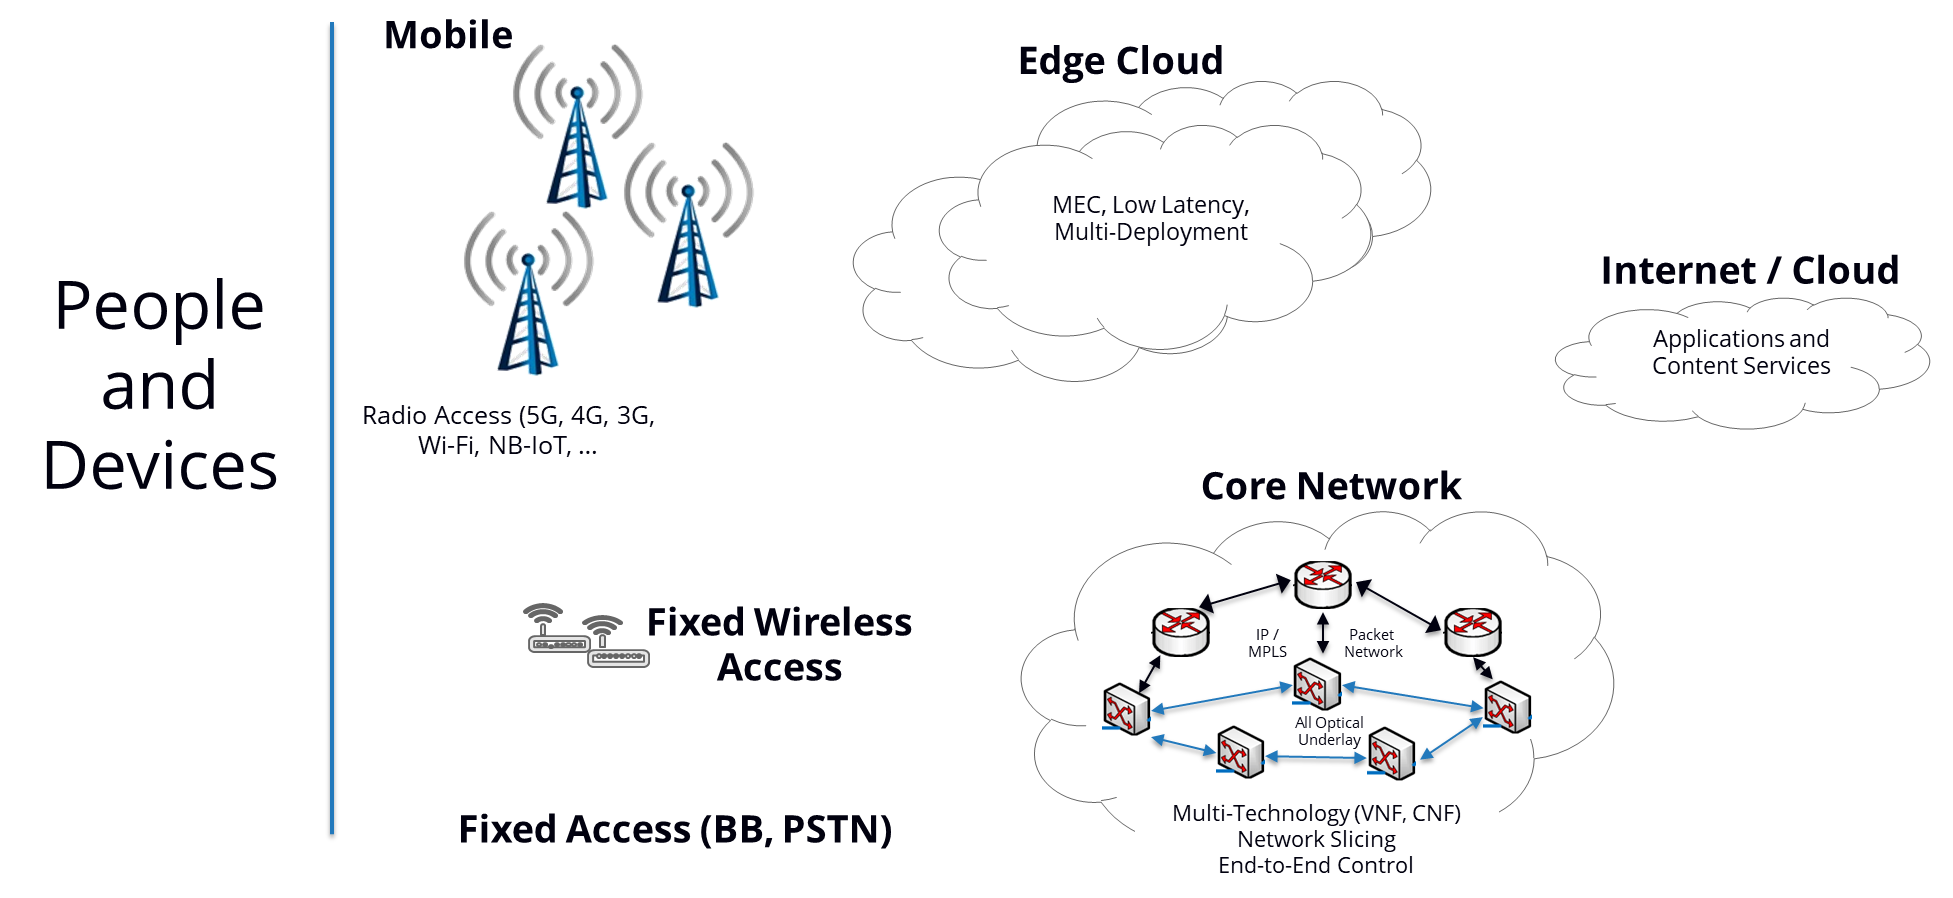 People
and
Devices
Mobile
Radio Access (5G, 4G, 3G,
Wi-Fi, NB-IoT, ...
Edge Cloud
MEC, Low Latency,
Multi-Deployment
Internet / Cloud
Applications and
Content Services
Fixed Wireless
Access
Fixed Access (BB, PSTN)
Core Network
IP /
MPLS
Packet
Network
All Optical
Underlay
Multi-Technology (VNF, CNF)
Network Slicing
End-to-End Control